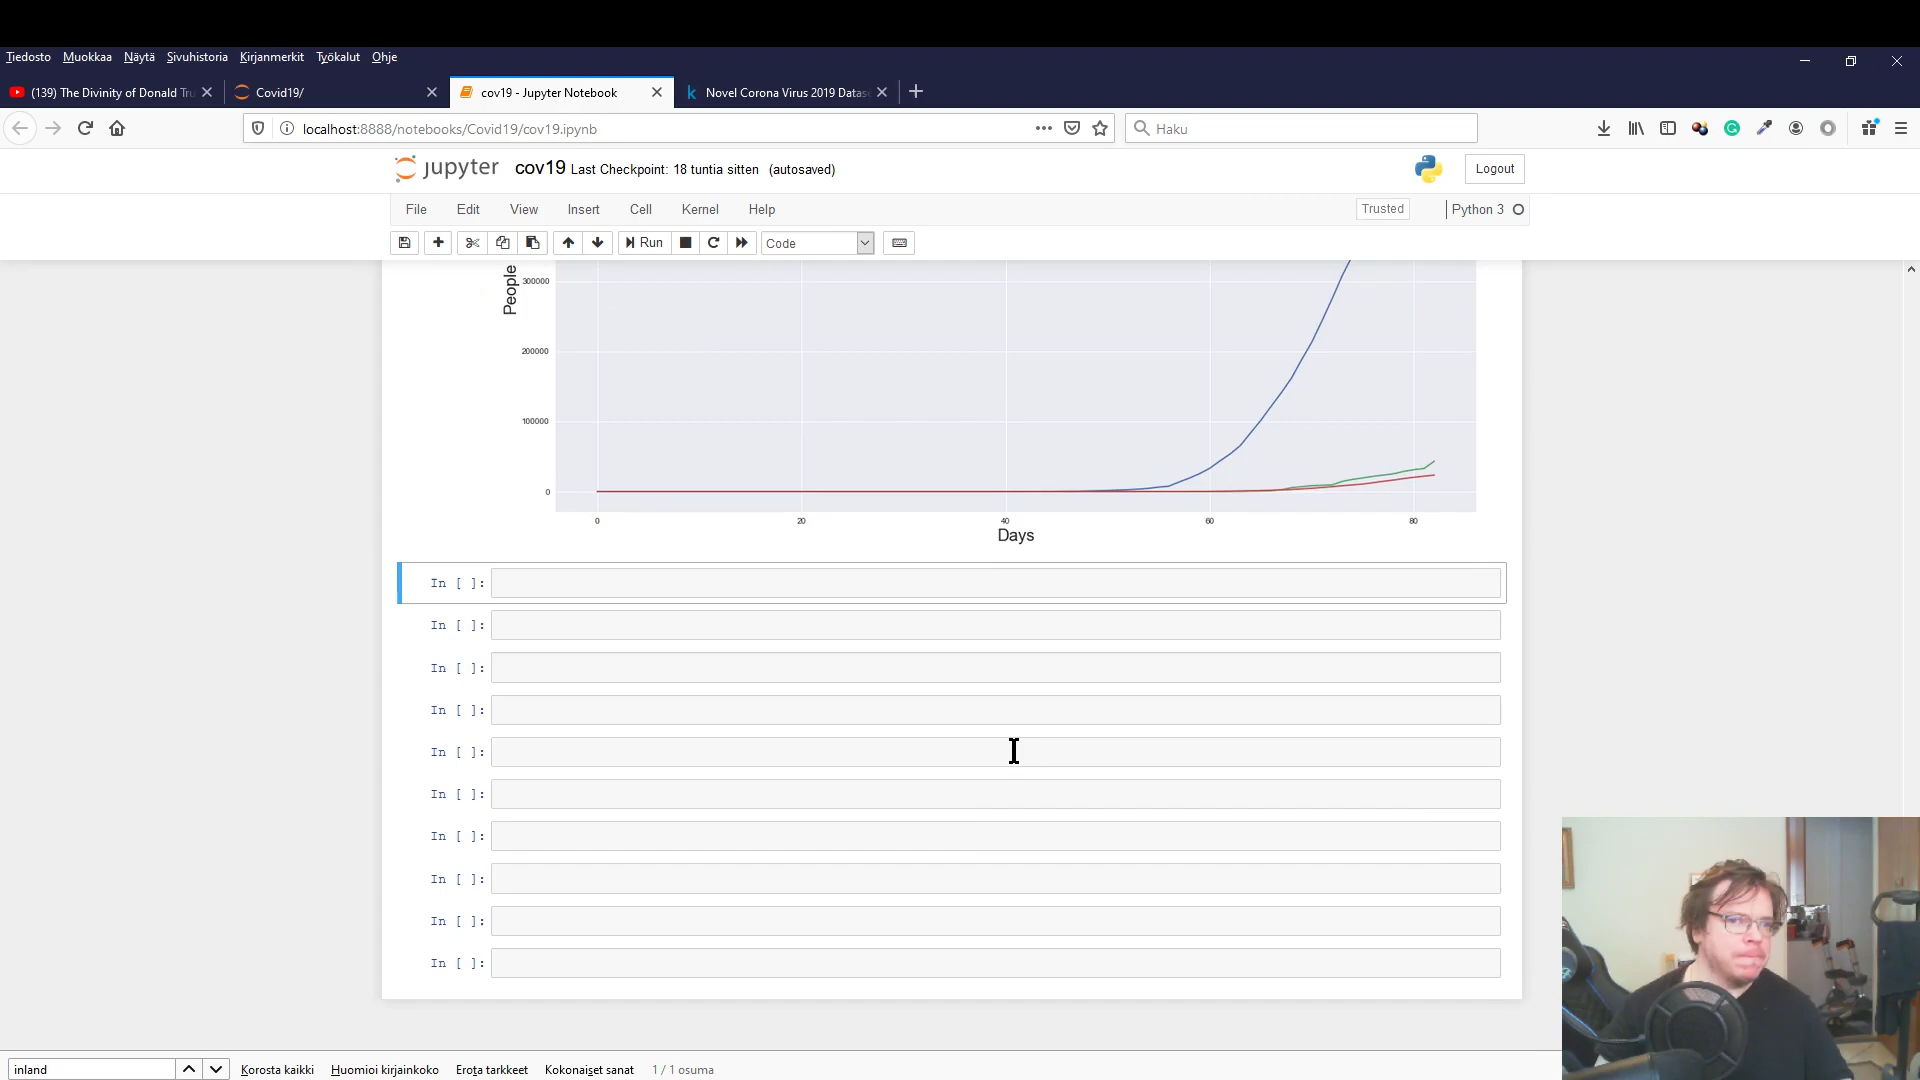 Tiedosto Muokkaa Näytä Sivuhistoria Kirjanmerkit Työkalut Ohje
(139) The Divinity of Donald Tru
Covid19/
cov19 - Jupyter Notebook
Novel Corona Virus 2019 Datas
localhost:8888/notebooks/Covid19/cov19.ipynb
Haku
jupyter cov19 Last Checkpoint: 18 tuntia sitten (autosaved)
Logout
File Edit View Insert Cell Kernel Help
Trusted
Python 3
Run
Code
People
300000
200000
100000
0
0 20 40 60 80
Days
In [ ]:
In [ ]:
In [ ]:
In [ ]:
In [ ]:
In [ ]:
In [ ]:
In [ ]:
In [ ]:
In [ ]:
inland
Korosta kaikki Huomioi kirjainkoko Erota tarkkeet Kokonaiset sanat 1 / 1 osuma